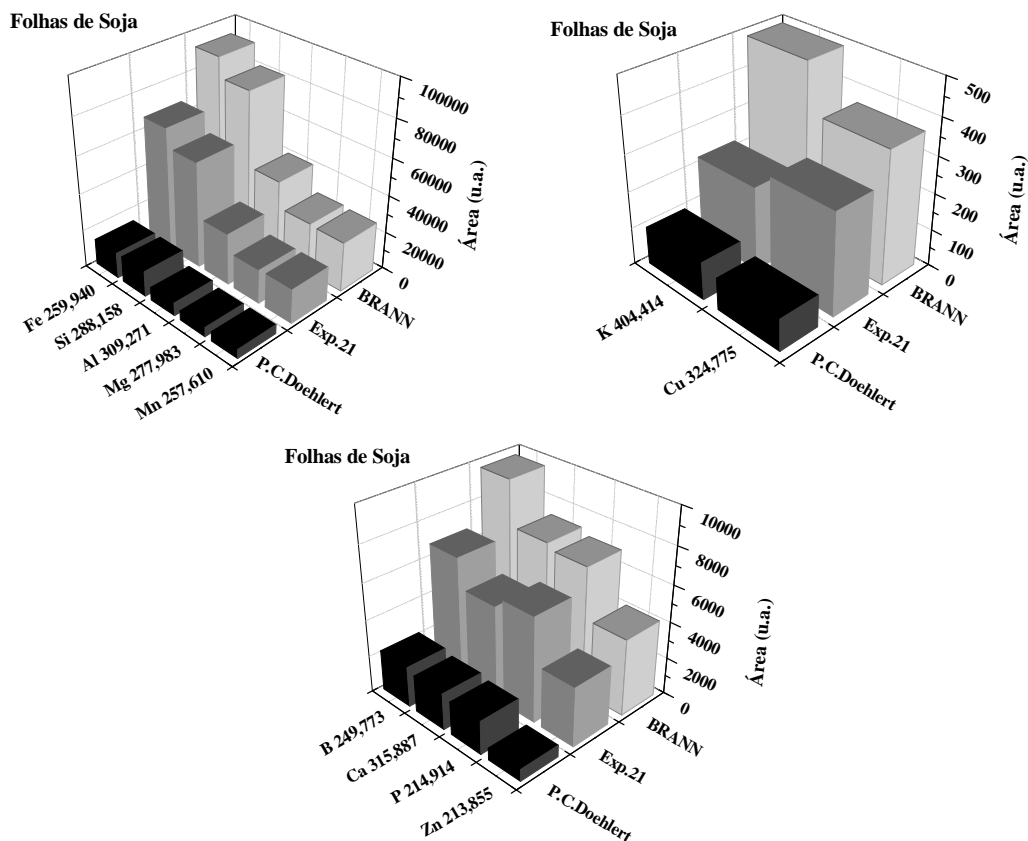 Folhas de Soja
100000
80000
60000
40000
20000
0
Área (u.a.)
Fe 259,940
Si 288,158
Al 309,271
Mg 277,983
Mn 257,610
BRANN
Exp.21
P.C.Doehlert
Folhas de Soja
500
400
300
200
100
0
Área (u.a.)
K 404,414
Cu 324,775
BRANN
Exp.21
P.C.Doehlert
Folhas de Soja
10000
8000
6000
4000
2000
0
Área (u.a.)
B 249,773
Ca 315,887
P 214,914
Zn 213,855
BRANN
Exp.21
P.C.Doehlert